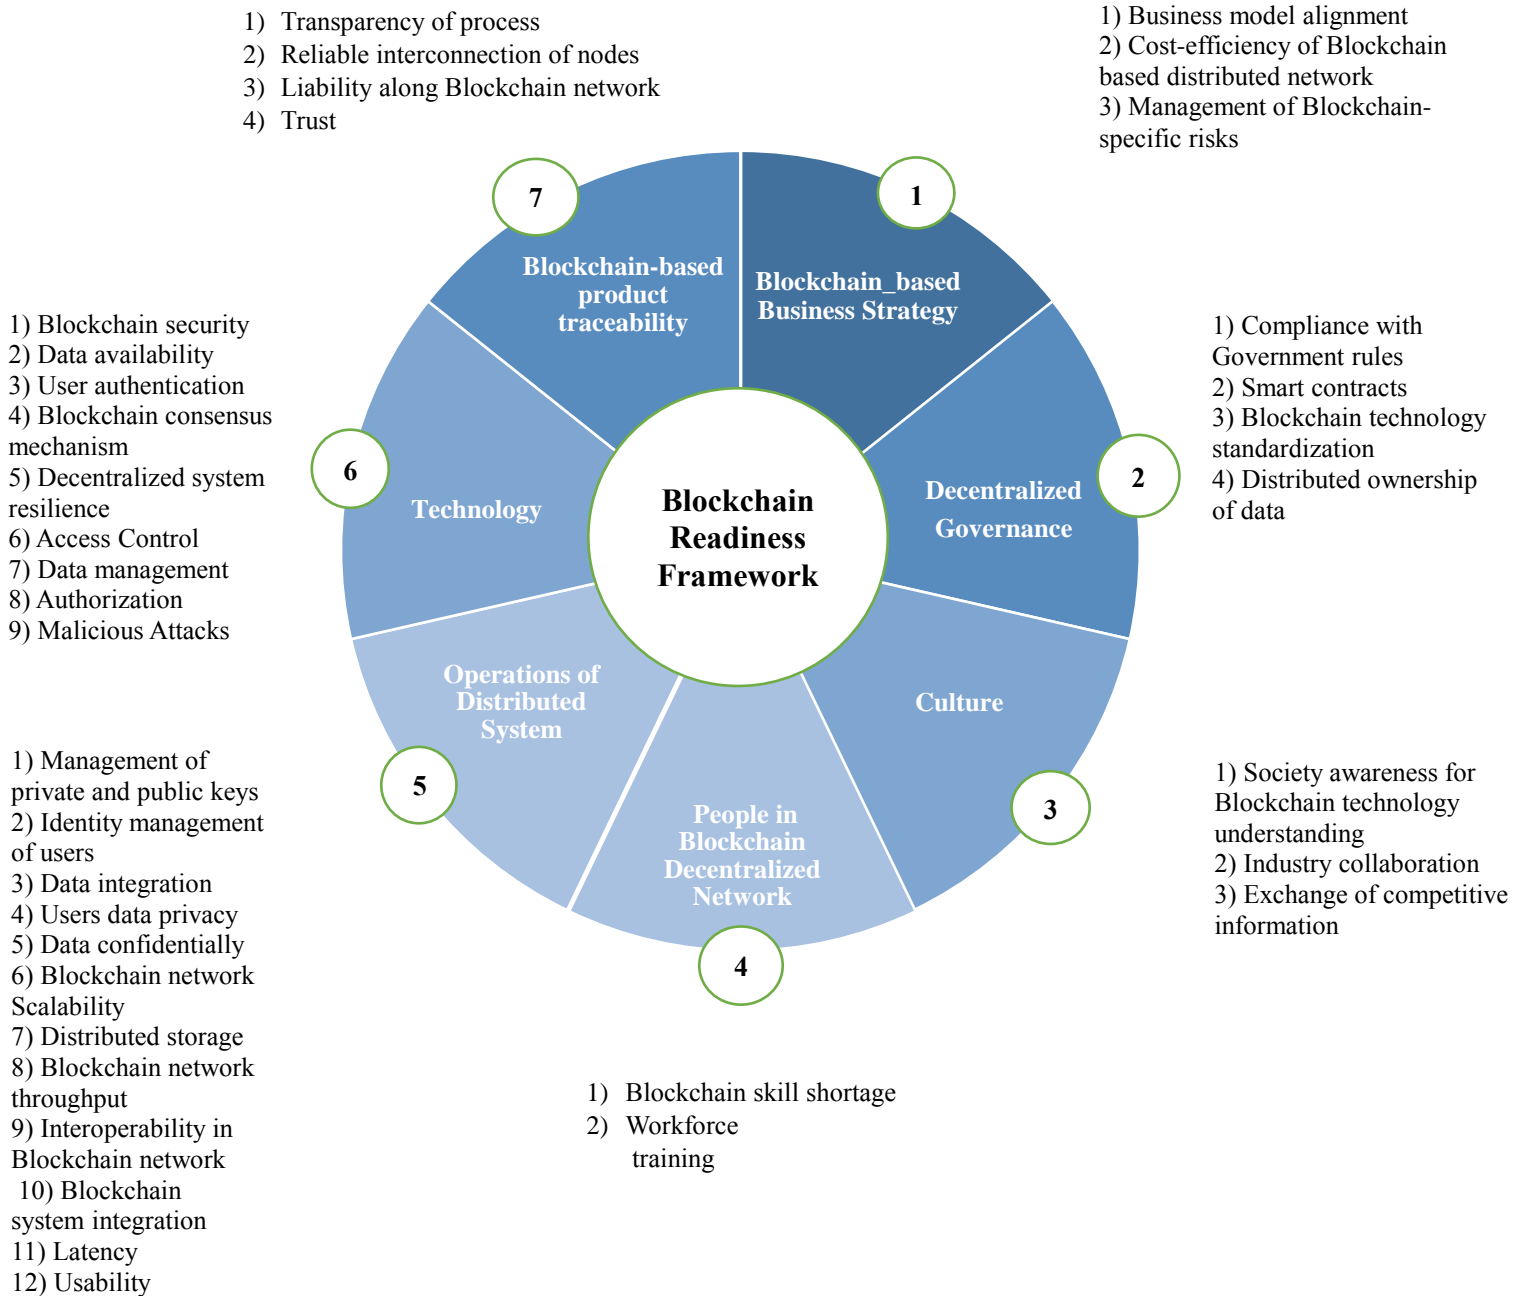 1) Transparency of process
2) Reliable interconnection of nodes
3) Liability along Blockchain network
4) Trust
1) Business model alignment
2) Cost-efficiency of Blockchain
based distributed network
3) Management of Blockchain-
specific risks
7
1
Blockchain-based
product
traceability
Blockchain_based
Business Strategy
1) Blockchain security
2) Data availability
3) User authentication
4) Blockchain consensus
mechanism
5) Decentralized system
resilience
6) Access Control
7) Data management
8) Authorization
9) Malicious Attacks
6
Technology
Blockchain
Readiness
Framework
Decentralized
Governance
2
1) Compliance with
Government rules
2) Smart contracts
3) Blockchain technology
standardization
4) Distributed ownership
of data
Operations of
Distributed
System
5
Culture
3
People in
Blockchain
Decentralized
Network
4
1) Management of
private and public keys
2) Identity management
of users
3) Data integration
4) Users data privacy
5) Data confidentially
6) Blockchain network
Scalability
7) Distributed storage
8) Blockchain network
throughput
9) Interoperability in
Blockchain network
10) Blockchain
system integration
11) Latency
12) Usability
1) Society awareness for
Blockchain technology
understanding
2) Industry collaboration
3) Exchange of competitive
information
1) Blockchain skill shortage
2) Workforce
training